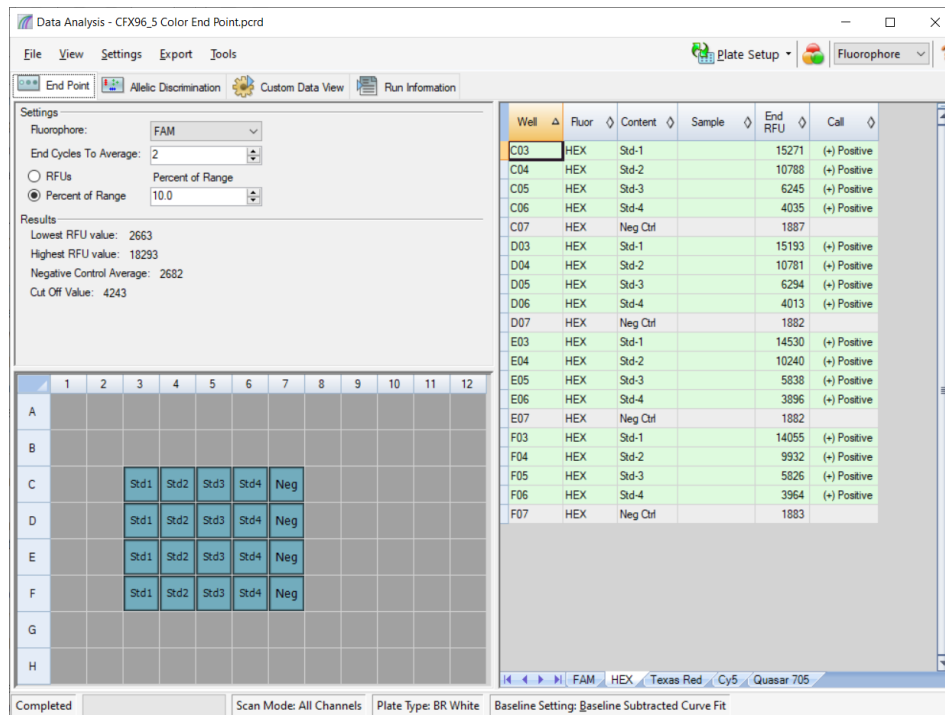 Data Analysis - CFX96_5 Color End Point.pcrd
File View Settings Export Tools
Plate Setup
Fluorophore
End Point Allelic Discrimination Custom Data View Run Information
Settings
Fluorophore: FAM
End Cycles To Average: 2
RFUs Percent of Range
Percent of Range 10.0
Results
Lowest RFU value: 2663
Highest RFU value: 18293
Negative Control Average: 2682
Cut Off Value: 4243
1 2 3 4 5 6 7 8 9 10 11 12
A
B
C Std1 Std2 Std3 Std4 Neg
D Std1 Std2 Std3 Std4 Neg
E Std1 Std2 Std3 Std4 Neg
F Std1 Std2 Std3 Std4 Neg
G
H
Well Fluor Content Sample End RFU Call
C03 HEX Std-1 15271 (+) Positive
C04 HEX Std-2 10788 (+) Positive
C05 HEX Std-3 6245 (+) Positive
C06 HEX Std-4 4035 (+) Positive
C07 HEX Neg Ctrl 1887
D03 HEX Std-1 15193 (+) Positive
D04 HEX Std-2 10781 (+) Positive
D05 HEX Std-3 6294 (+) Positive
D06 HEX Std-4 4013 (+) Positive
D07 HEX Neg Ctrl 1882
E03 HEX Std-1 14530 (+) Positive
E04 HEX Std-2 10240 (+) Positive
E05 HEX Std-3 5838 (+) Positive
E06 HEX Std-4 3896 (+) Positive
E07 HEX Neg Ctrl 1882
F03 HEX Std-1 14055 (+) Positive
F04 HEX Std-2 9932 (+) Positive
F05 HEX Std-3 5826 (+) Positive
F06 HEX Std-4 3964 (+) Positive
F07 HEX Neg Ctrl 1883
FAM HEX Texas Red Cy5 Quasar 705
Completed Scan Mode: All Channels Plate Type: BR White Baseline Setting: Baseline Subtracted Curve Fit